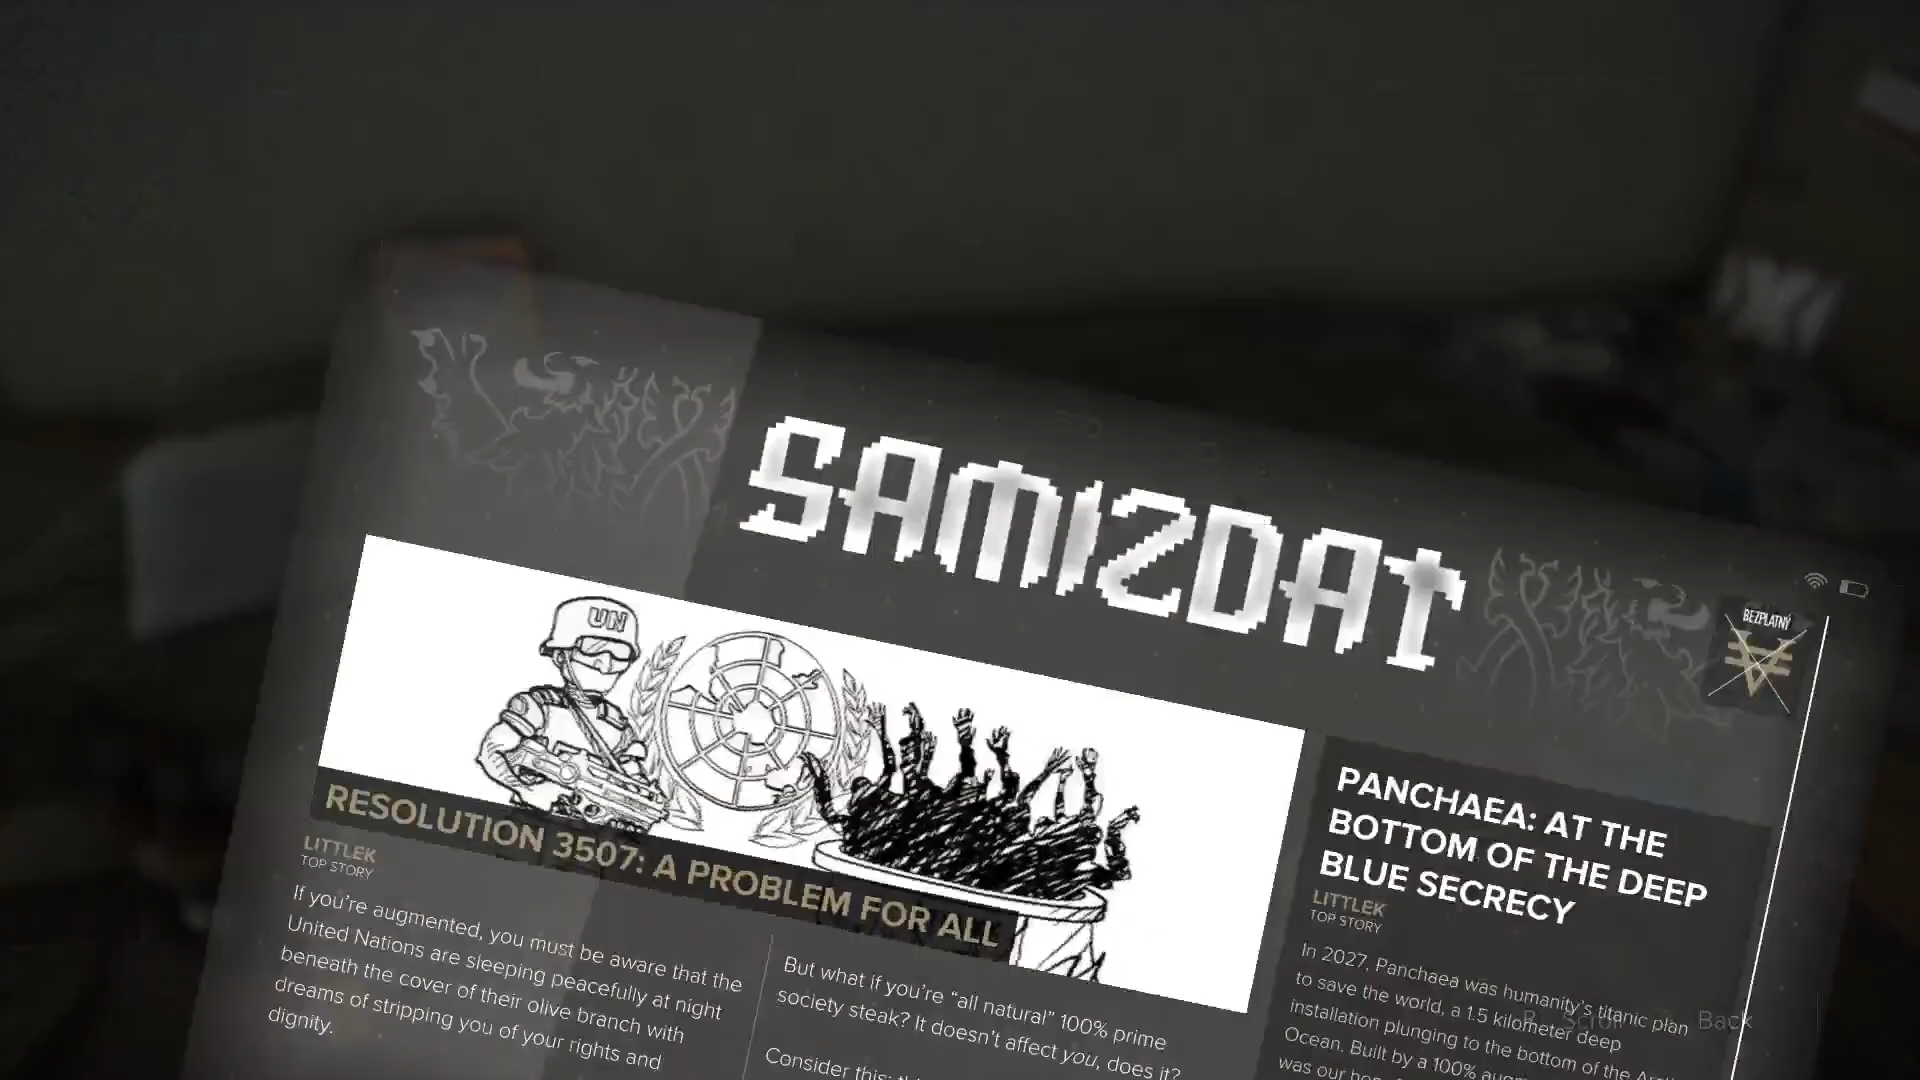 SAMIZDAT
BEZPLATNÝ
UN
RESOLUTION 3507: A PROBLEM FOR ALL
LITTLEK
TOP STORY
If you're augmented, you must be aware that the
United Nations are sleeping peacefully at night
beneath the cover of their olive branch with
dreams of stripping you of your rights and
dignity.
But what if you're “all natural” 100% prime
society steak? It doesn't affect you, does it?
Consider this:
PANCHAEA: AT THE
BOTTOM OF THE DEEP
BLUE SECRECY
LITTLEK
TOP STORY
In 2027, Panchaea was humanity's titanic plan
to save the world, a 1.5 kilometer deep
installation plunging to the bottom of the
Ocean. Built by a 100%
was our
Scroll
Back